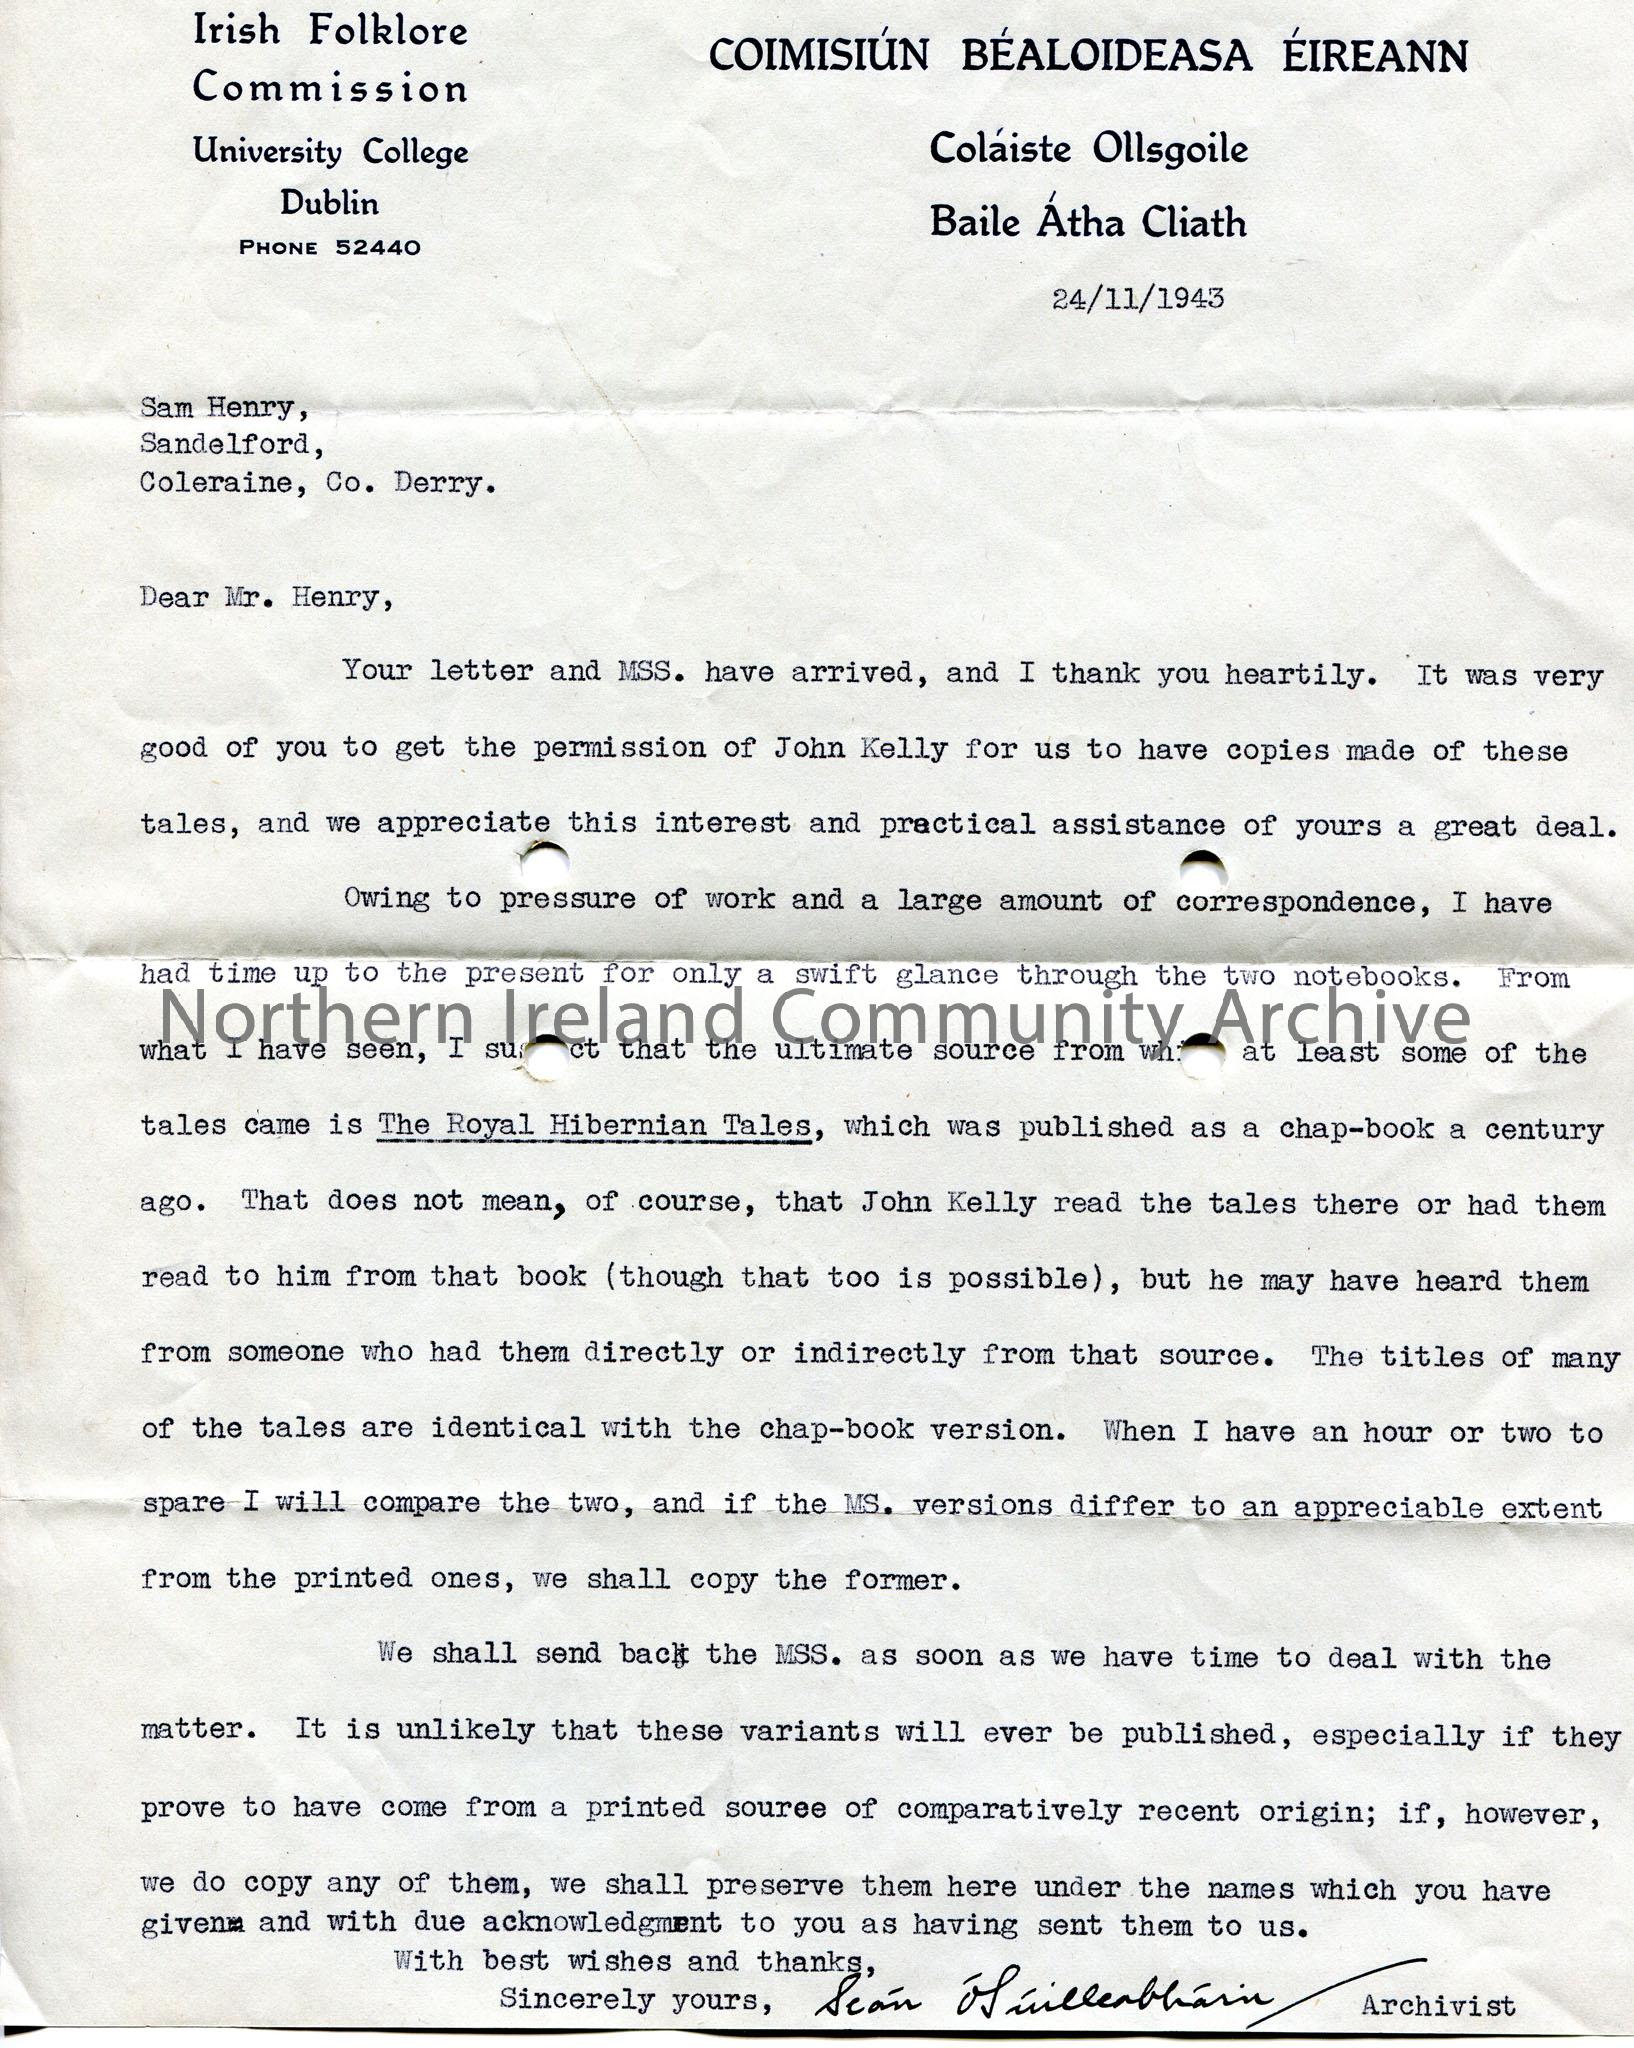 Irish Folklore
Commission
University College
Dublin
PHONE 52440
COIMISIÚN BÉALOIDEASA ÉIREANN
Coláiste Ollsgoile
Baile Átha Cliath
24/11/1943
Sam Henry,
Sandelford,
Coleraine, Co. Derry.
Dear Mr. Henry,
Your letter and MSS. have arrived, and I thank you heartily. It was very
good of you to get the permission of John Kelly for us to have copies made of these
tales, and we appreciate this interest and practical assistance of yours a great deal.
Owing to pressure of work and a large amount of correspondence, I have
had time up to the present for only a swift glance through the two notebooks. From
Northern Ireland Community Archive
what I have seen, I su ct that the ultimate source from whi at least some of the
tales came is The Royal Hibernian Tales, which was published as a chap-book a century
ago. That does not mean, of course, that John Kelly read the tales there or had them
read to him from that book (though that too is possible), but he may have heard them
from someone who had them directly or indirectly from that source. The titles of many
of the tales are identical with the chap-book version. When I have an hour or two to
spare I will compare the two, and if the MS. versions differ to an appreciable extent
from the printed ones, we shall copy the former.
We shall send back the MSS. as soon as we have time to deal with the
matter. It is unlikely that these variants will ever be published, especially if they
prove to have come from a printed source of comparatively recent origin; if, however,
we do copy any of them, we shall preserve them here under the names which you have
given and with due acknowledgment to you as having sent them to us.
With best wishes and thanks,
Sincerely yours, Seán Ó Súilleabháin Archivist